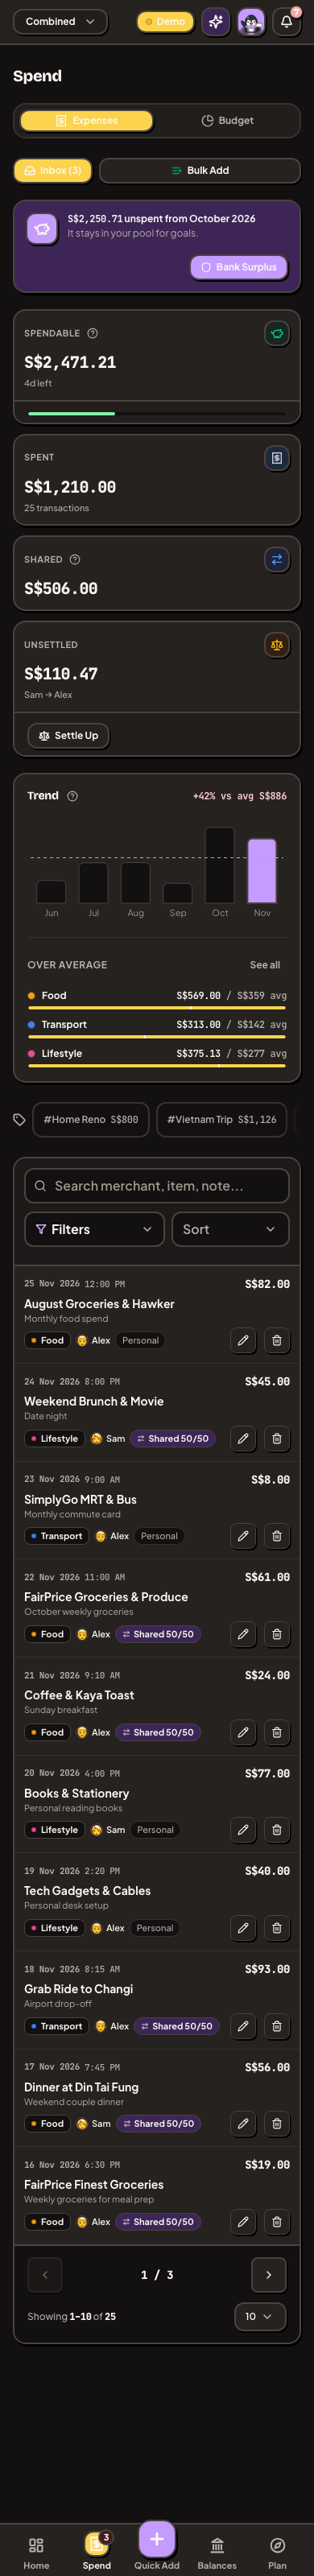 Combined
Demo
7
Spend
Expenses
Budget
Inbox (3)
Bulk Add
S$2,250.71 unspent from October 2026
It stays in your pool for goals.
Bank Surplus
SPENDABLE
S$2,471.21
4d left
SPENT
S$1,210.00
25 transactions
SHARED
S$506.00
UNSETTLED
S$110.47
Sam → Alex
Settle Up
Trend
+42% vs avg S$886
Jun Jul Aug Sep Oct Nov
OVER AVERAGE
See all
Food S$569.00 / S$359 avg
Transport S$313.00 / S$142 avg
Lifestyle S$375.13 / S$277 avg
#Home Reno S$800
#Vietnam Trip S$1,126
Search merchant, item, note...
Filters
Sort
25 Nov 2026 12:00 PM S$82.00
August Groceries & Hawker
Monthly food spend
Food Alex Personal
24 Nov 2026 8:00 PM S$45.00
Weekend Brunch & Movie
Date night
Lifestyle Sam Shared 50/50
23 Nov 2026 9:00 AM S$8.00
SimplyGo MRT & Bus
Monthly commute card
Transport Alex Personal
22 Nov 2026 11:00 AM S$61.00
FairPrice Groceries & Produce
October weekly groceries
Food Alex Shared 50/50
21 Nov 2026 9:10 AM S$24.00
Coffee & Kaya Toast
Sunday breakfast
Food Alex Shared 50/50
20 Nov 2026 4:00 PM S$77.00
Books & Stationery
Personal reading books
Lifestyle Sam Personal
19 Nov 2026 2:20 PM S$40.00
Tech Gadgets & Cables
Personal desk setup
Lifestyle Alex Personal
18 Nov 2026 8:15 AM S$93.00
Grab Ride to Changi
Airport drop-off
Transport Alex Shared 50/50
17 Nov 2026 7:45 PM S$56.00
Dinner at Din Tai Fung
Weekend couple dinner
Food Sam Shared 50/50
16 Nov 2026 6:30 PM S$19.00
FairPrice Finest Groceries
Weekly groceries for meal prep
Food Alex Shared 50/50
1 / 3
Showing 1–10 of 25
10
3
Home Spend Quick Add Balances Plan